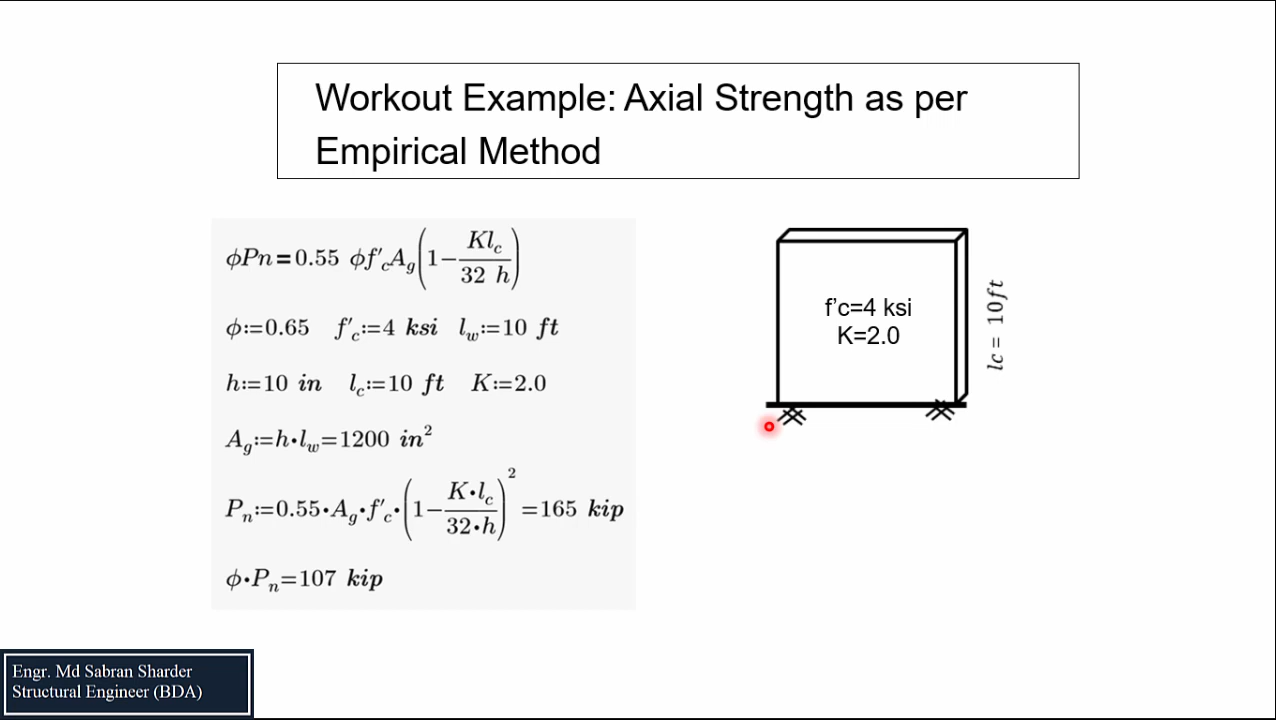 Workout Example: Axial Strength as per
Empirical Method
ϕPn=0.55 ϕf'cAg(1−Klc/32 h)
ϕ:=0.65 f'c:=4 ksi lw:=10 ft
h:=10 in lc:=10 ft K:=2.0
Ag:=h•lw=1200 in²
Pn:=0.55•Ag•f'c•(1−K•lc/32•h)²=165 kip
ϕ•Pn=107 kip
f’c=4 ksi
K=2.0
lc = 10ft
Engr. Md Sabran Sharder
Structural Engineer (BDA)